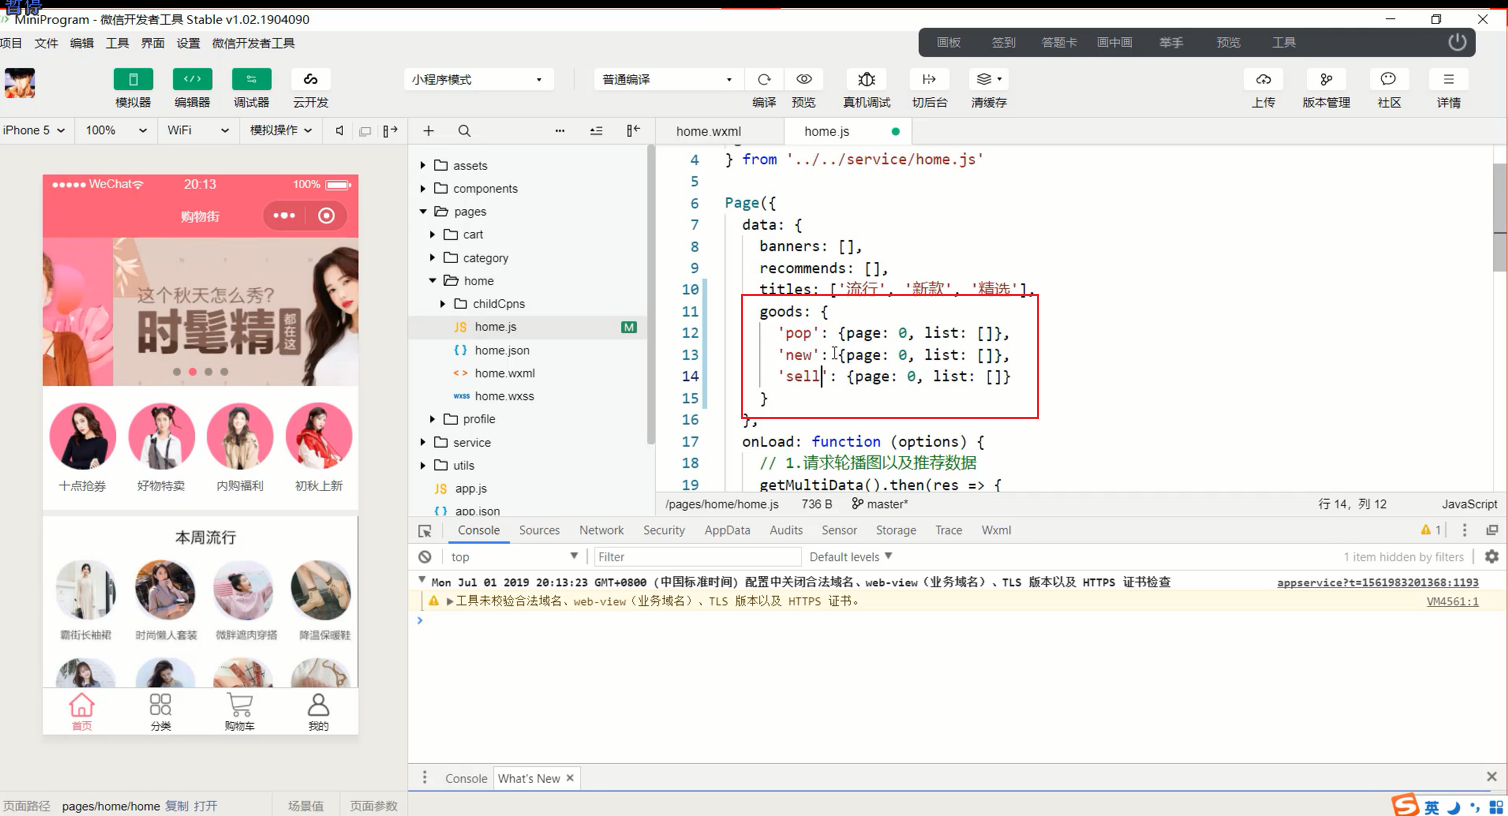 暂停
MiniProgram - 微信开发者工具 Stable v1.02.1904090
项目 文件 编辑 工具 界面 设置 微信开发者工具
画板 签到 答题卡 画中画 举手 预览 工具
小程序模式 普通编译
模拟器 编辑器 调试器 云开发 编译 预览 真机调试 切后台 清缓存 上传 版本管理 社区 详情
iPhone 5 100% WiFi 模拟操作
home.wxml home.js
WeChat 20:13 100%
购物街
这个秋天怎么秀?
时髦精
都在这
十点抢券 好物特卖 内购福利 初秋上新
本周流行
霸街长袖裙 时尚懒人套装 微胖遮肉穿搭 降温保暖鞋
首页 分类 购物车 我的
assets
components
pages
cart
category
home
childCpns
JS home.js M
{ } home.json
<> home.wxml
wxss home.wxss
profile
service
utils
JS app.js
{ } app.json
4 } from '../../service/home.js'
5
6 Page({
7 data: {
8 banners: [],
9 recommends: [],
10 titles: ['流行', '新款', '精选'],
11 goods: {
12 'pop': {page: 0, list: []},
13 'new': {page: 0, list: []},
14 'sell': {page: 0, list: []}
15 }
16 },
17 onLoad: function (options) {
18 // 1.请求轮播图以及推荐数据
19 getMultiData().then(res => {
/pages/home/home.js 736 B master* 行 14, 列 12 JavaScript
Console Sources Network Security AppData Audits Sensor Storage Trace Wxml 1
top Filter Default levels 1 item hidden by filters
Mon Jul 01 2019 20:13:23 GMT+0800 (中国标准时间) 配置中关闭合法域名、web-view（业务域名）、TLS 版本以及 HTTPS 证书检查 appservice?t=1561983201368:1193
工具未校验合法域名、web-view（业务域名）、TLS 版本以及 HTTPS 证书。 VM4561:1
Console What's New
页面路径 pages/home/home 复制 打开 场景值 页面参数
S 英